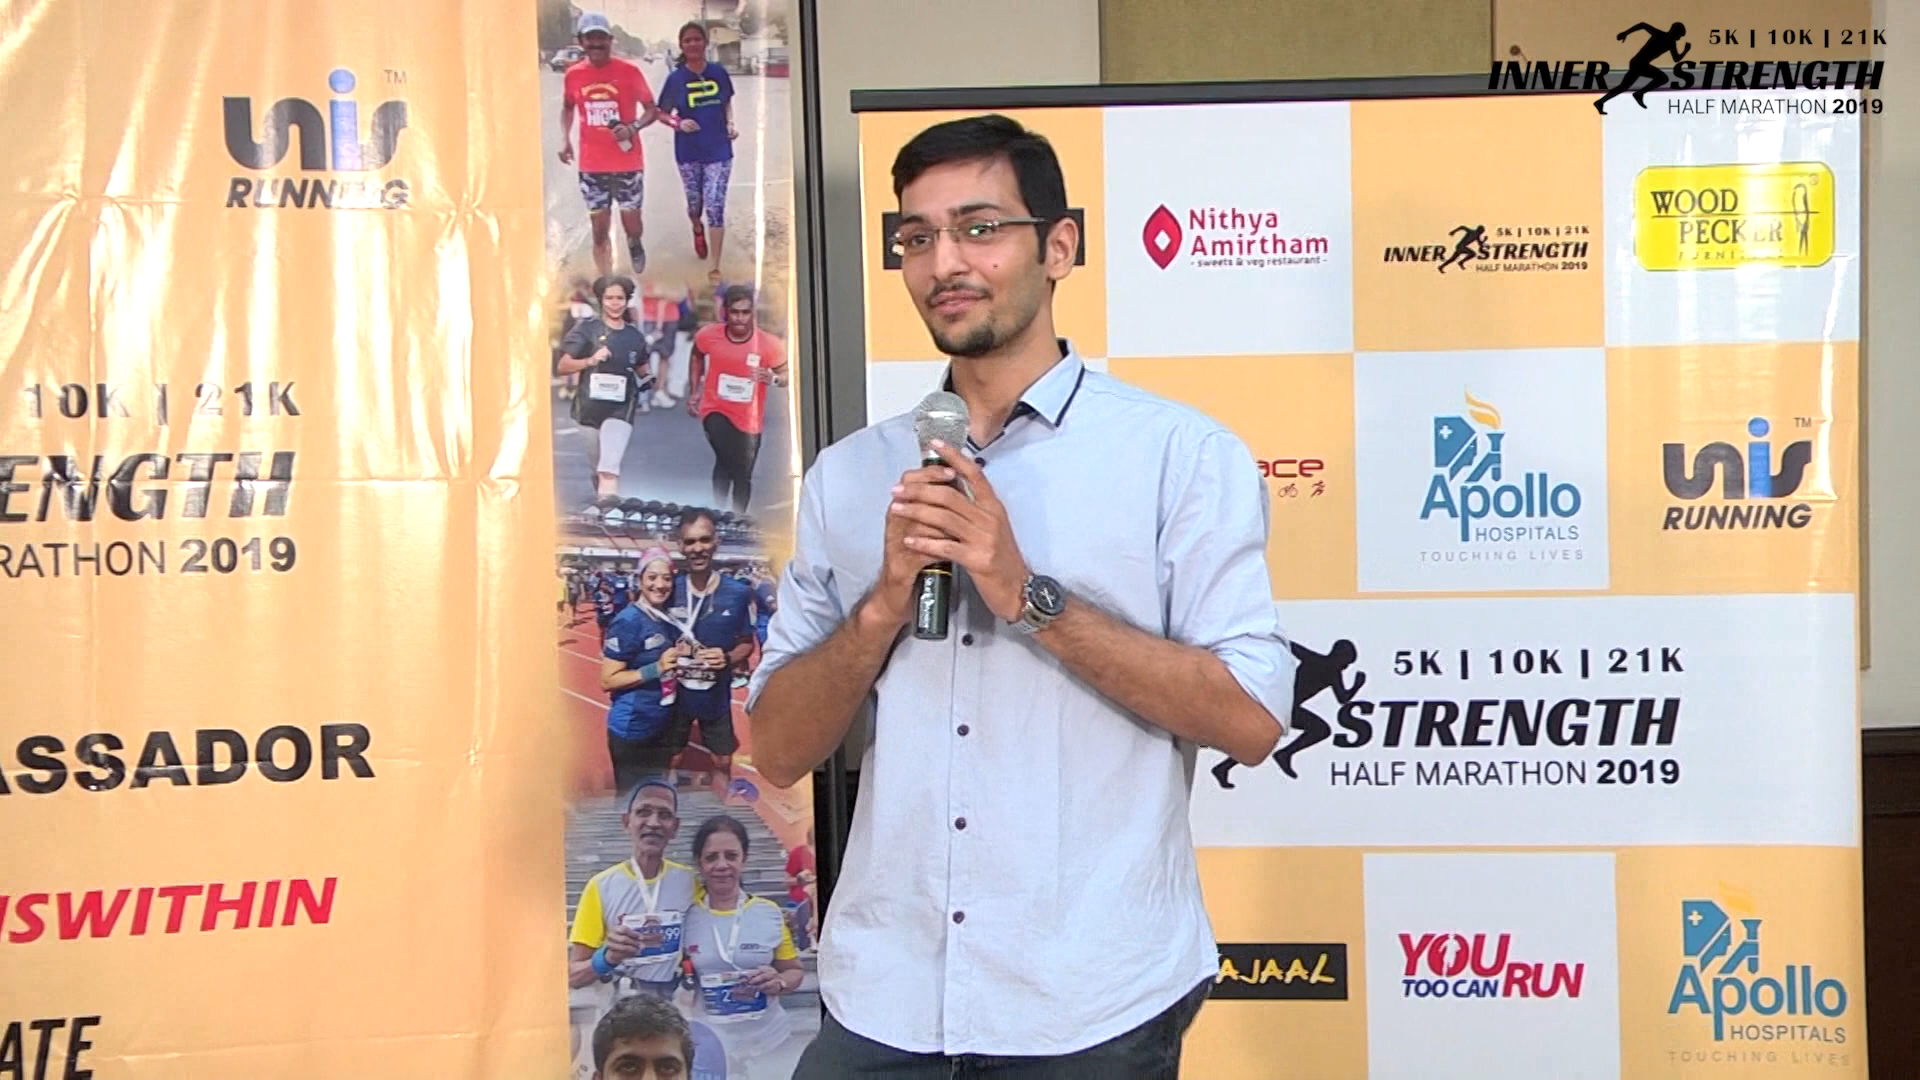 5K | 10K | 21K
INNER STRENGTH
HALF MARATHON 2019
unis TM
RUNNING
10K | 21K
ENGTH
RATHON 2019
ASSADOR
ISWITHIN
ATE
Nithya
Amirtham
- sweets & veg restaurant -
5K | 10K | 21K
INNER STRENGTH
HALF MARATHON 2019
WOOD
PECKER
ace
Apollo
HOSPITALS
TOUCHING LIVES
unis TM
RUNNING
5K | 10K | 21K
STRENGTH
HALF MARATHON 2019
AJAAL
YOU
TOO CAN RUN
Apollo
HOSPITALS
TOUCHING LIVES